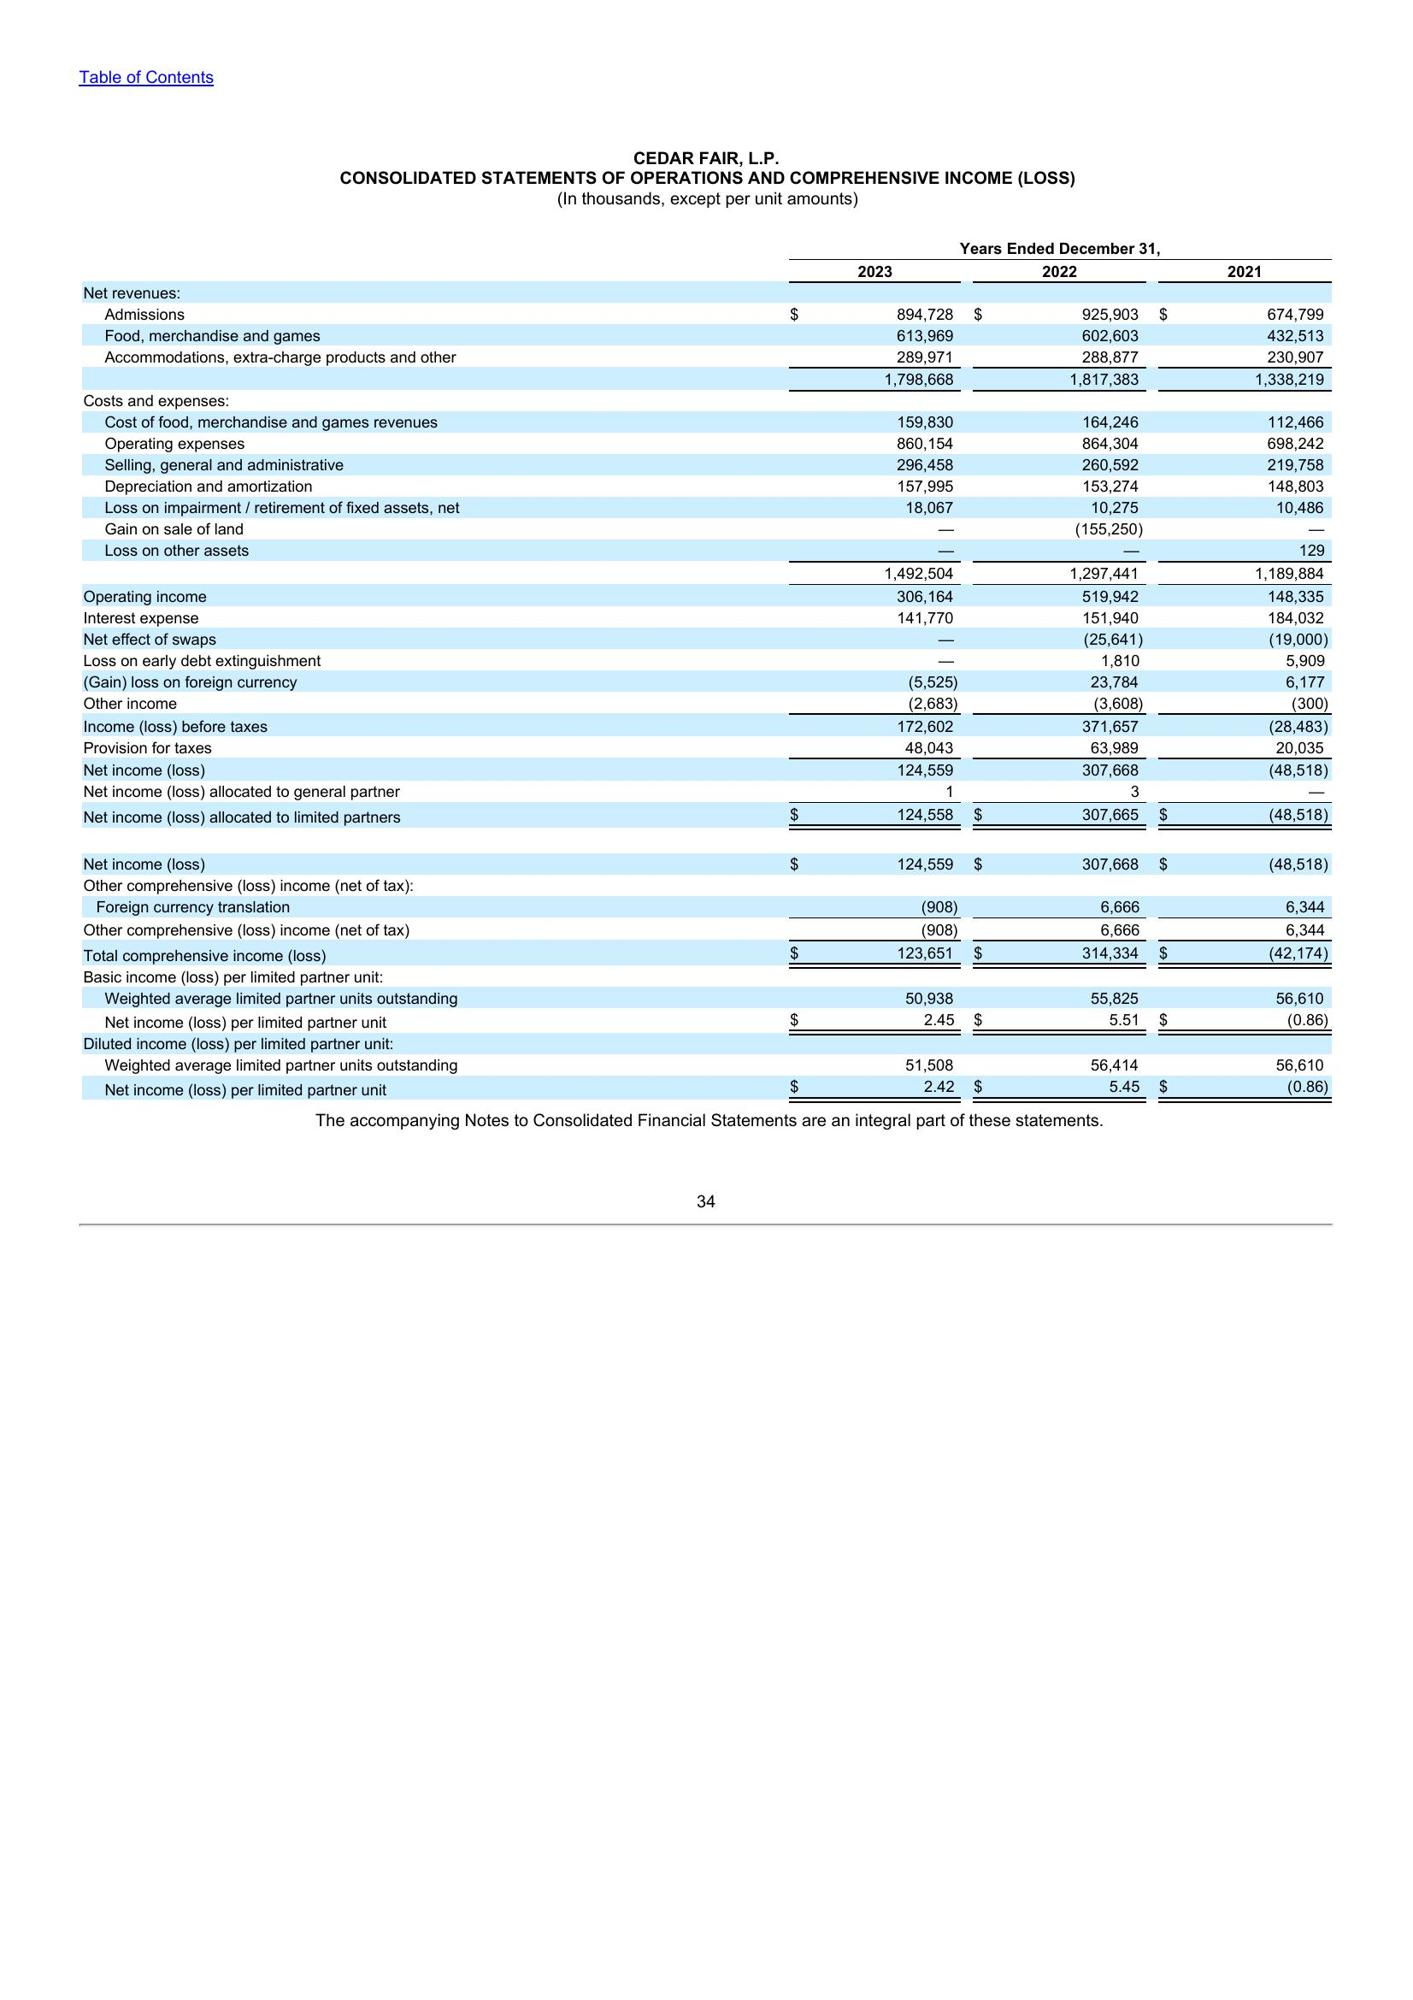 Table of Contents
CEDAR FAIR, L.P.
CONSOLIDATED STATEMENTS OF OPERATIONS AND COMPREHENSIVE INCOME (LOSS)
(In thousands, except per unit amounts)
Years Ended December 31,
2023 2022 2021
Net revenues:
Admissions $ 894,728 $ 925,903 $ 674,799
Food, merchandise and games 613,969 602,603 432,513
Accommodations, extra-charge products and other 289,971 288,877 230,907
1,798,668 1,817,383 1,338,219
Costs and expenses:
Cost of food, merchandise and games revenues 159,830 164,246 112,466
Operating expenses 860,154 864,304 698,242
Selling, general and administrative 296,458 260,592 219,758
Depreciation and amortization 157,995 153,274 148,803
Loss on impairment / retirement of fixed assets, net 18,067 10,275 10,486
Gain on sale of land — (155,250) —
Loss on other assets — — 129
1,492,504 1,297,441 1,189,884
Operating income 306,164 519,942 148,335
Interest expense 141,770 151,940 184,032
Net effect of swaps — (25,641) (19,000)
Loss on early debt extinguishment — 1,810 5,909
(Gain) loss on foreign currency (5,525) 23,784 6,177
Other income (2,683) (3,608) (300)
Income (loss) before taxes 172,602 371,657 (28,483)
Provision for taxes 48,043 63,989 20,035
Net income (loss) 124,559 307,668 (48,518)
Net income (loss) allocated to general partner 1 3 —
Net income (loss) allocated to limited partners $ 124,558 $ 307,665 $ (48,518)
Net income (loss) $ 124,559 $ 307,668 $ (48,518)
Other comprehensive (loss) income (net of tax):
Foreign currency translation (908) 6,666 6,344
Other comprehensive (loss) income (net of tax) (908) 6,666 6,344
Total comprehensive income (loss) $ 123,651 $ 314,334 $ (42,174)
Basic income (loss) per limited partner unit:
Weighted average limited partner units outstanding 50,938 55,825 56,610
Net income (loss) per limited partner unit $ 2.45 $ 5.51 $ (0.86)
Diluted income (loss) per limited partner unit:
Weighted average limited partner units outstanding 51,508 56,414 56,610
Net income (loss) per limited partner unit $ 2.42 $ 5.45 $ (0.86)
The accompanying Notes to Consolidated Financial Statements are an integral part of these statements.
34